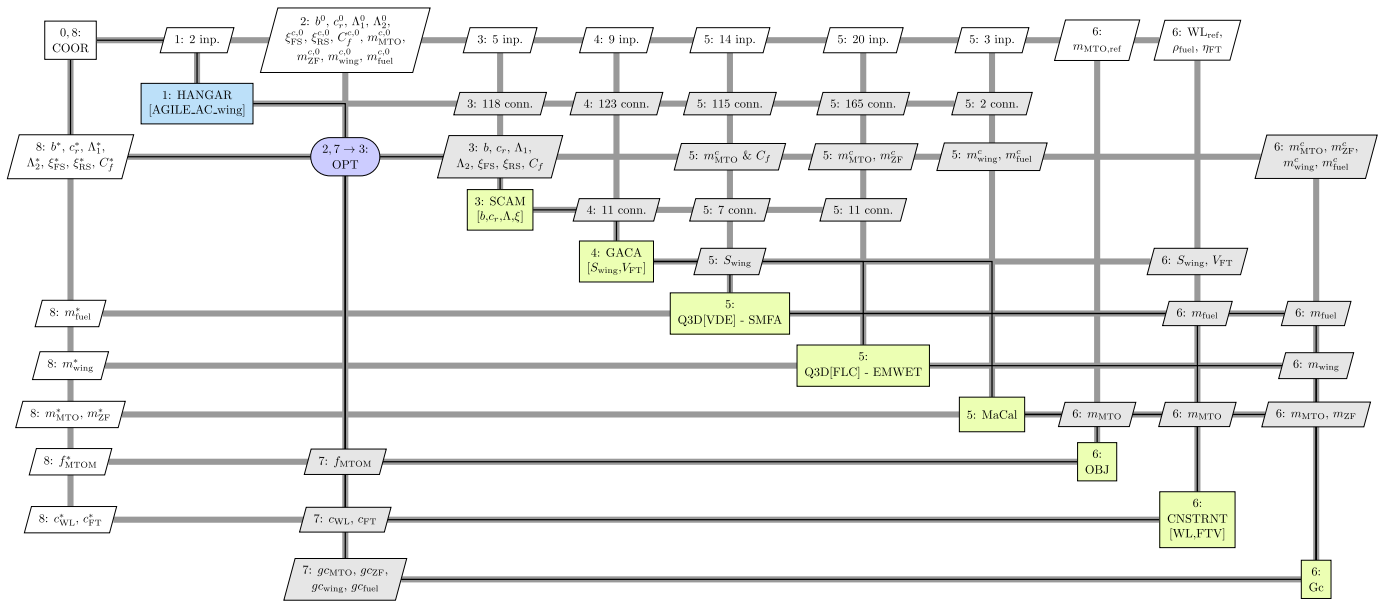 0, 8:
COOR
1: 2 inp.
2: b⁰, c_r⁰, Λ₁⁰, Λ₂⁰,
ξ_FS^{c,0}, ξ_RS^{c,0}, C_f^{c,0}, m_MTO^{c,0},
m_ZF^{c,0}, m_wing^{c,0}, m_fuel^{c,0}
3: 5 inp.
4: 9 inp.
5: 14 inp.
5: 20 inp.
5: 3 inp.
6:
m_MTO,ref
6: WL_ref,
ρ_fuel, η_FT
1: HANGAR
[AGILE_AC_wing]
3: 118 conn.
4: 123 conn.
5: 115 conn.
5: 165 conn.
5: 2 conn.
8: b*, c_r*, Λ₁*,
Λ₂*, ξ_FS*, ξ_RS*, C_f*
2, 7 → 3:
OPT
3: b, c_r, Λ₁,
Λ₂, ξ_FS, ξ_RS, C_f
5: m_MTO^c & C_f
5: m_MTO^c, m_ZF^c
5: m_wing^c, m_fuel^c
6: m_MTO^c, m_ZF^c,
m_wing^c, m_fuel^c
3: SCAM
[b,c_r,Λ,ξ]
4: 11 conn.
5: 7 conn.
5: 11 conn.
4: GACA
[S_wing,V_FT]
5: S_wing
6: S_wing, V_FT
8: m_fuel*
5:
Q3D[VDE] - SMFA
6: m_fuel
6: m_fuel
8: m_wing*
5:
Q3D[FLC] - EMWET
6: m_wing
8: m_MTO*, m_ZF*
5: MaCal
6: m_MTO
6: m_MTO
6: m_MTO, m_ZF
8: f_MTOM*
7: f_MTOM
6:
OBJ
8: c_WL*, c_FT*
7: c_WL, c_FT
6:
CNSTRNT
[WL,FTV]
7: gc_MTO, gc_ZF,
gc_wing, gc_fuel
6:
Gc